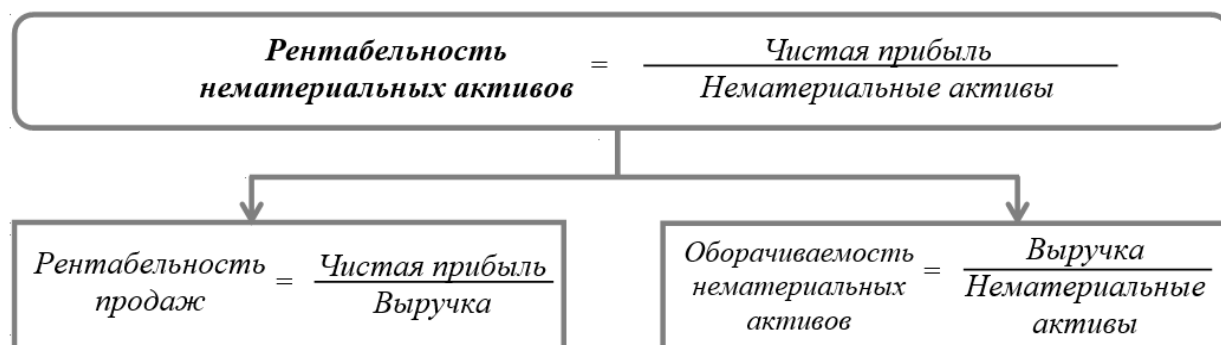 Рентабельность нематериальных активов = Чистая прибыль / Нематериальные активы
Рентабельность
продаж
=
Чистая прибыль
Выручка
Оборачиваемость
нематериальных
активов
=
Выручка
Нематериальные
активы